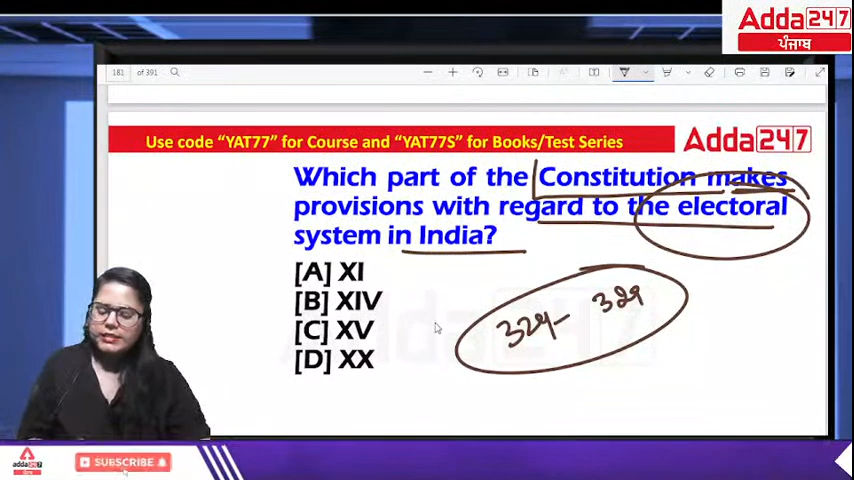 Adda247
ਪੰਜਾਬ
181 of 391
Use code "YAT77" for Course and "YAT77S" for Books/Test Series
Adda247
Which part of the Constitution makes
provisions with regard to the electoral
system in India?
[A] XI
[B] XIV
[C] XV
[D] XX
324- 329
Adda247
ਪੰਜਾਬ
SUBSCRIBE